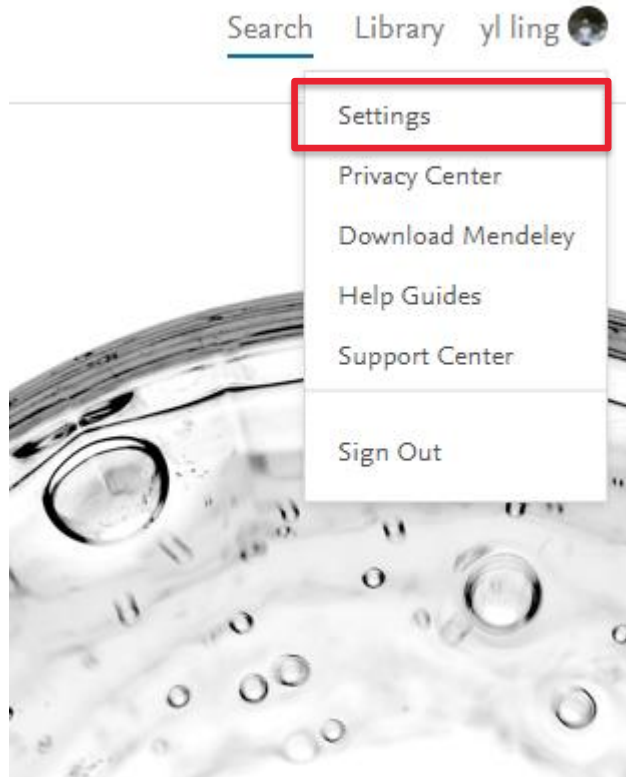 Search Library yl ling
Settings
Privacy Center
Download Mendeley
Help Guides
Support Center
Sign Out